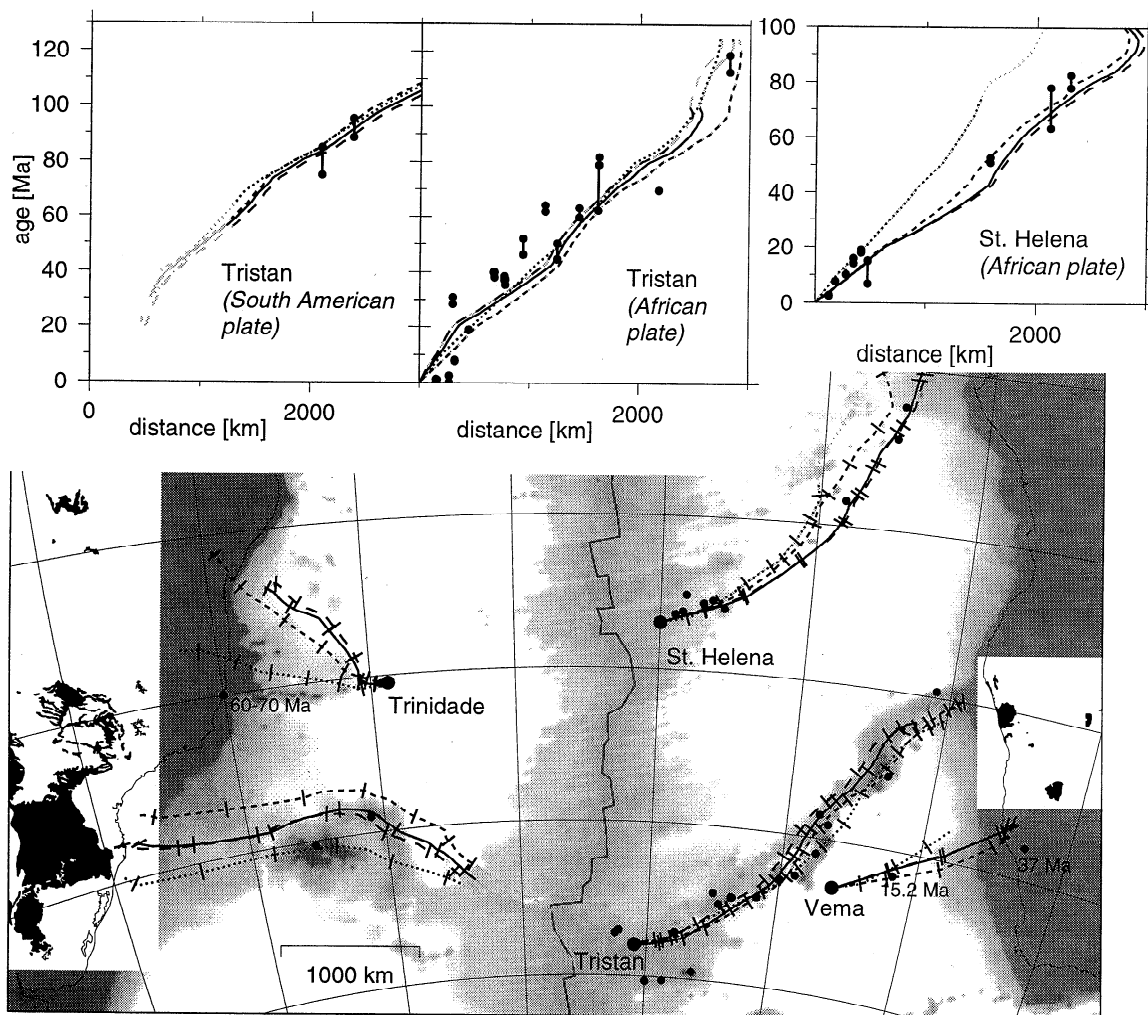 120
100
80
60
40
20
0
age [Ma]
0
2000
distance [km]
Tristan
(South American
plate)
2000
distance [km]
Tristan
(African
plate)
100
80
60
40
20
0
2000
distance [km]
St. Helena
(African plate)
St. Helena
Trinidade
60-70 Ma
Vema
15.2 Ma
37 Ma
Tristan
1000 km